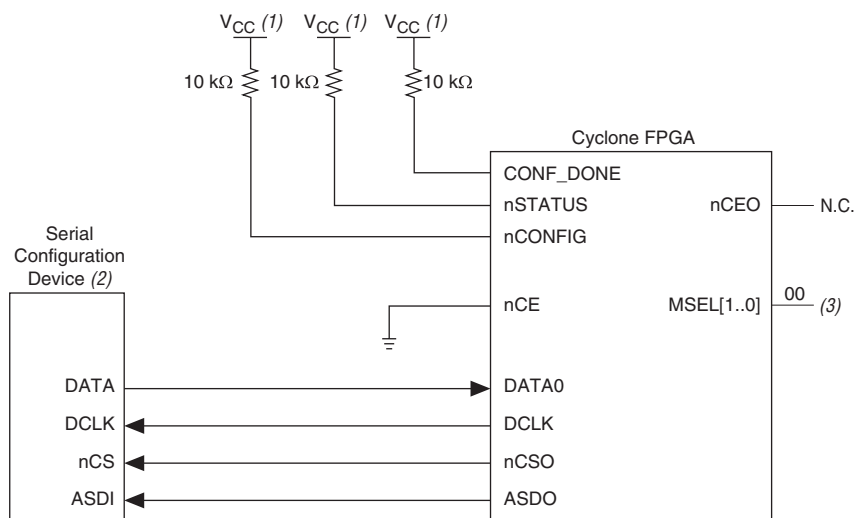 VCC (1) VCC (1) VCC (1)
10 kΩ 10 kΩ 10 kΩ
Cyclone FPGA
CONF_DONE
nSTATUS nCEO N.C.
nCONFIG
Serial
Configuration
Device (2)
nCE MSEL[1..0] 00 (3)
DATA DATA0
DCLK DCLK
nCS nCSO
ASDI ASDO